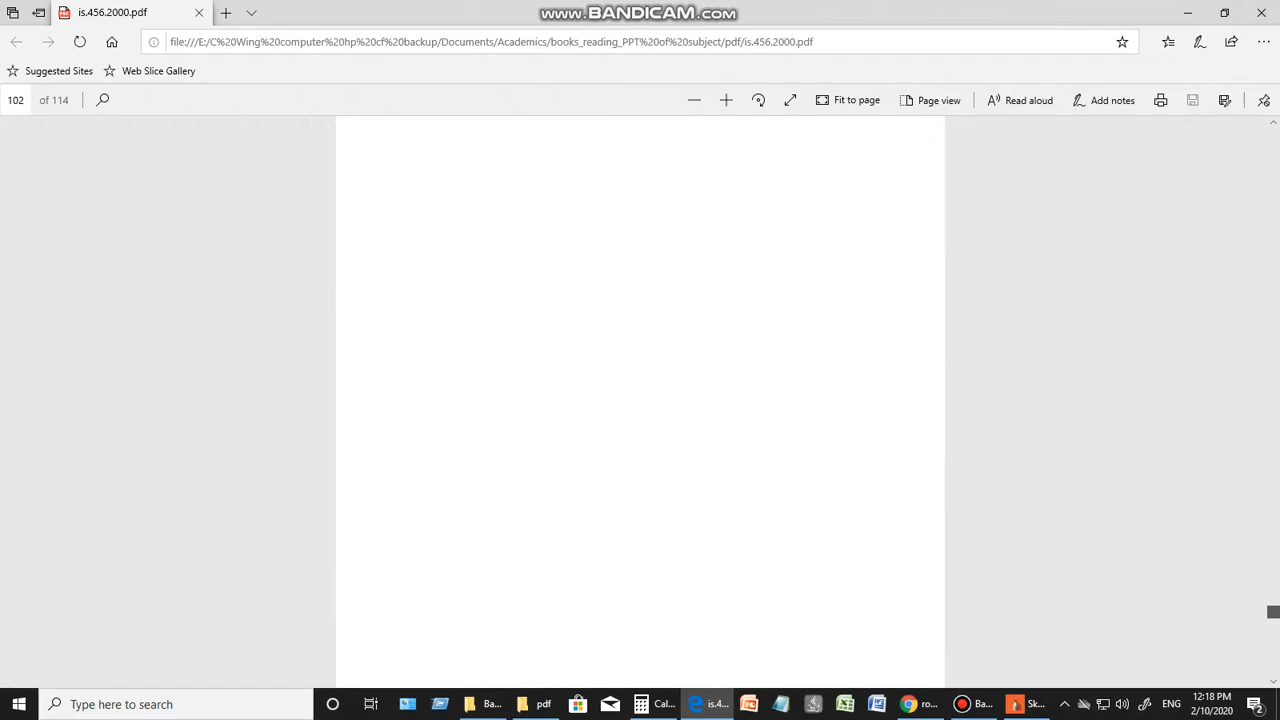 is.456.2000.pdf
www.BANDICAM.com
file:///E:/C%20Wing%20computer%20hp%20cf%20backup/Documents/Academics/books_reading_PPT%20of%20subject/pdf/is.456.2000.pdf
Suggested Sites Web Slice Gallery
102 of 114 Fit to page Page view Read aloud Add notes
Type here to search Ba... pdf Cal... is.4... ro... Ba... Sk... ENG 12:18 PM
2/10/2020 2